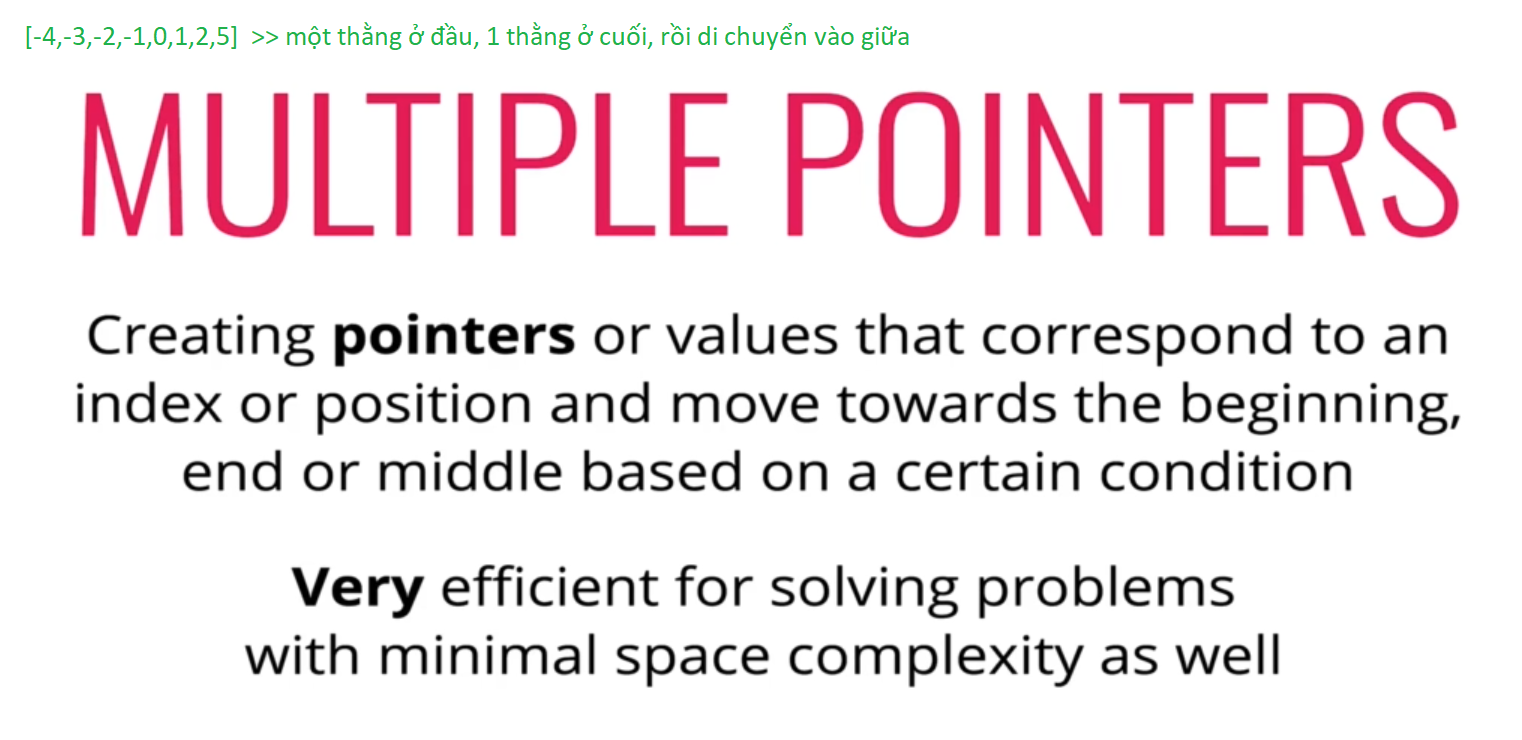 [-4,-3,-2,-1,0,1,2,5] >> một thằng ở đầu, 1 thằng ở cuối, rồi di chuyển vào giữa
MULTIPLE POINTERS
Creating pointers or values that correspond to an
index or position and move towards the beginning,
end or middle based on a certain condition
Very efficient for solving problems
with minimal space complexity as well